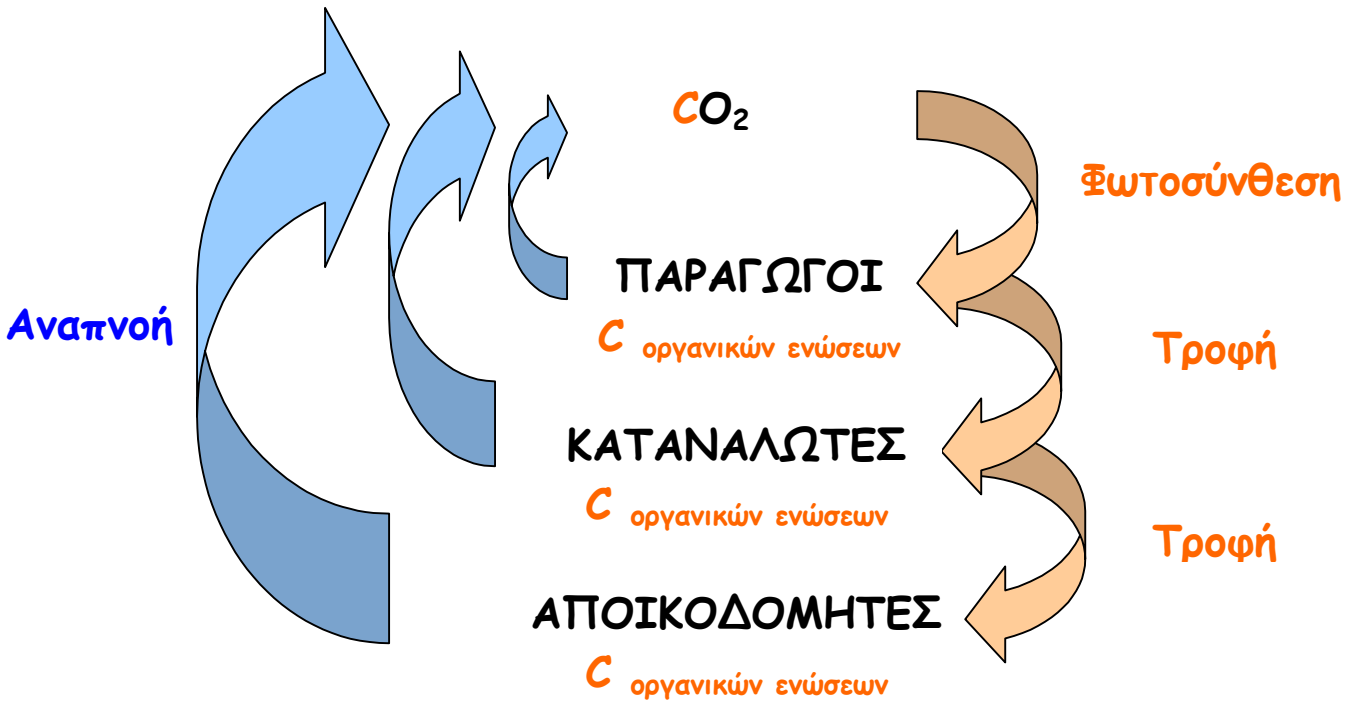 CO₂
Φωτοσύνθεση
ΠΑΡΑΓΩΓΟΙ
C οργανικών ενώσεων
Αναπνοή
Τροφή
ΚΑΤΑΝΑΛΩΤΕΣ
C οργανικών ενώσεων
Τροφή
ΑΠΟΙΚΟΔΟΜΗΤΕΣ
C οργανικών ενώσεων